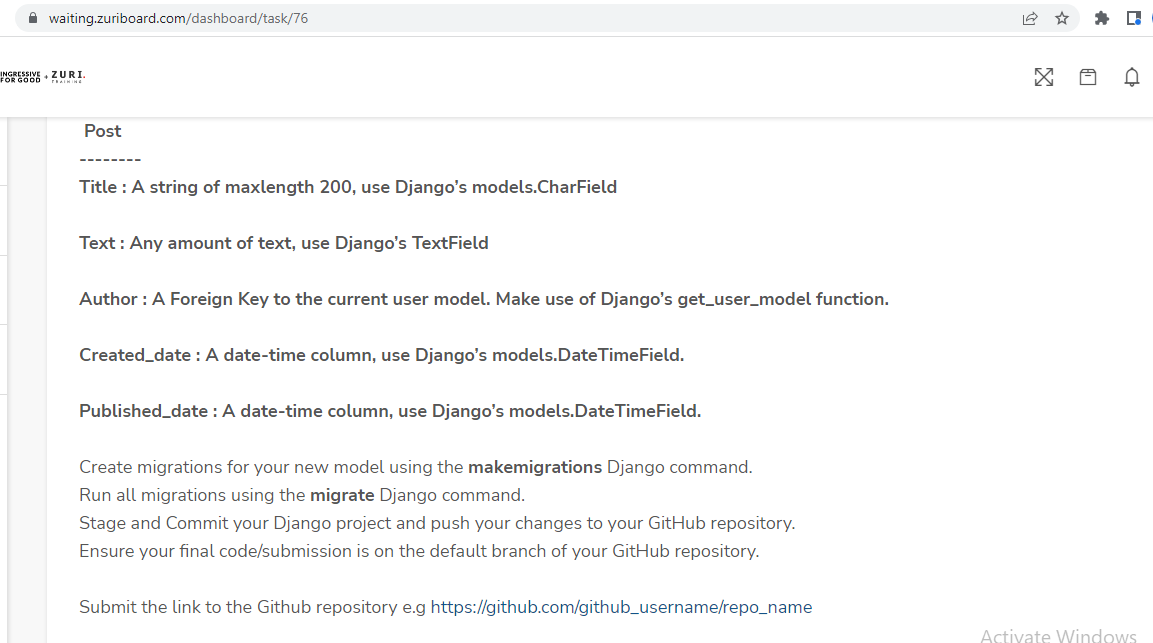 waiting.zuriboard.com/dashboard/task/76
INGRESSIVE FOR GOOD + ZURI.
TRAINING
Post
--------
Title : A string of maxlength 200, use Django’s models.CharField
Text : Any amount of text, use Django’s TextField
Author : A Foreign Key to the current user model. Make use of Django’s get_user_model function.
Created_date : A date-time column, use Django’s models.DateTimeField.
Published_date : A date-time column, use Django’s models.DateTimeField.
Create migrations for your new model using the makemigrations Django command.
Run all migrations using the migrate Django command.
Stage and Commit your Django project and push your changes to your GitHub repository.
Ensure your final code/submission is on the default branch of your GitHub repository.
Submit the link to the Github repository e.g https://github.com/github_username/repo_name
Activate Windows